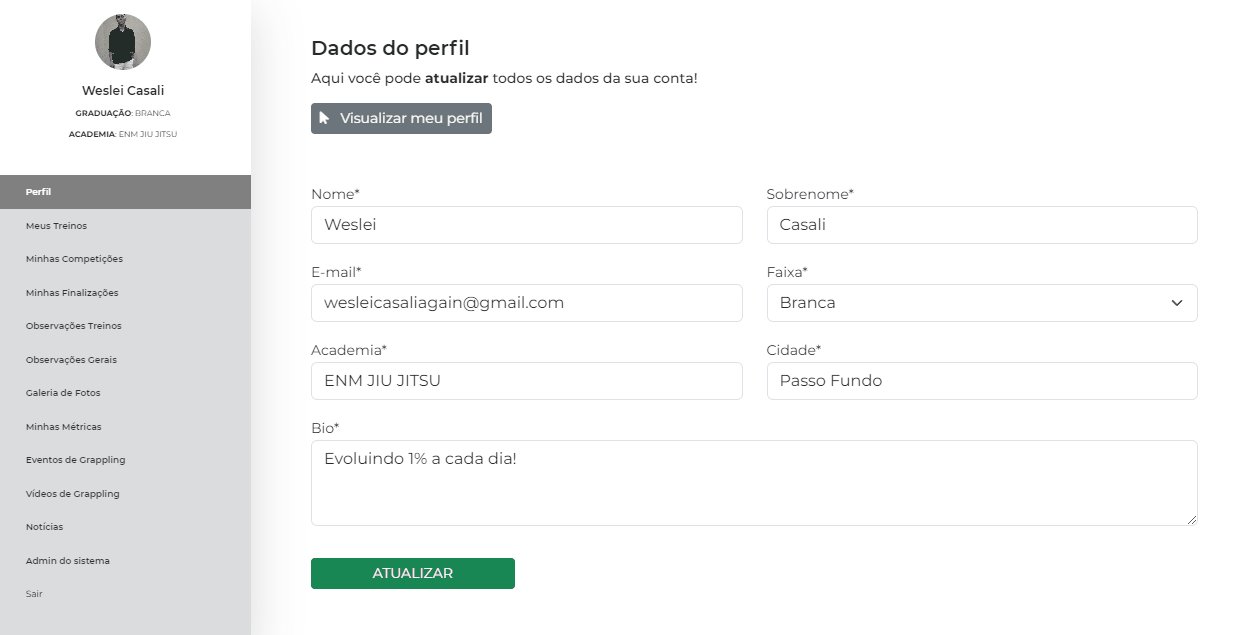 Weslei Casali
GRADUAÇÃO: BRANCA
ACADEMIA: ENM JIU JITSU
Perfil
Meus Treinos
Minhas Competições
Minhas Finalizações
Observações Treinos
Observações Gerais
Galeria de Fotos
Minhas Métricas
Eventos de Grappling
Vídeos de Grappling
Notícias
Admin do sistema
Sair
Dados do perfil
Aqui você pode atualizar todos os dados da sua conta!
Visualizar meu perfil
Nome*
Weslei
Sobrenome*
Casali
E-mail*
wesleicasaliagain@gmail.com
Faixa*
Branca
Academia*
ENM JIU JITSU
Cidade*
Passo Fundo
Bio*
Evoluindo 1% a cada dia!
ATUALIZAR